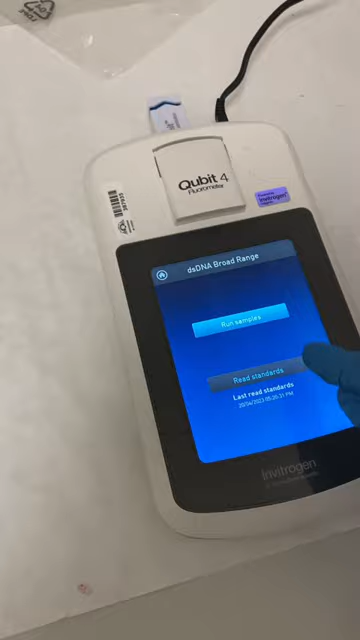 Qubit 4
Fluorometer
invitrogen
dsDNA Broad Range
Run samples
Read standards
Last read standards
invitrogen